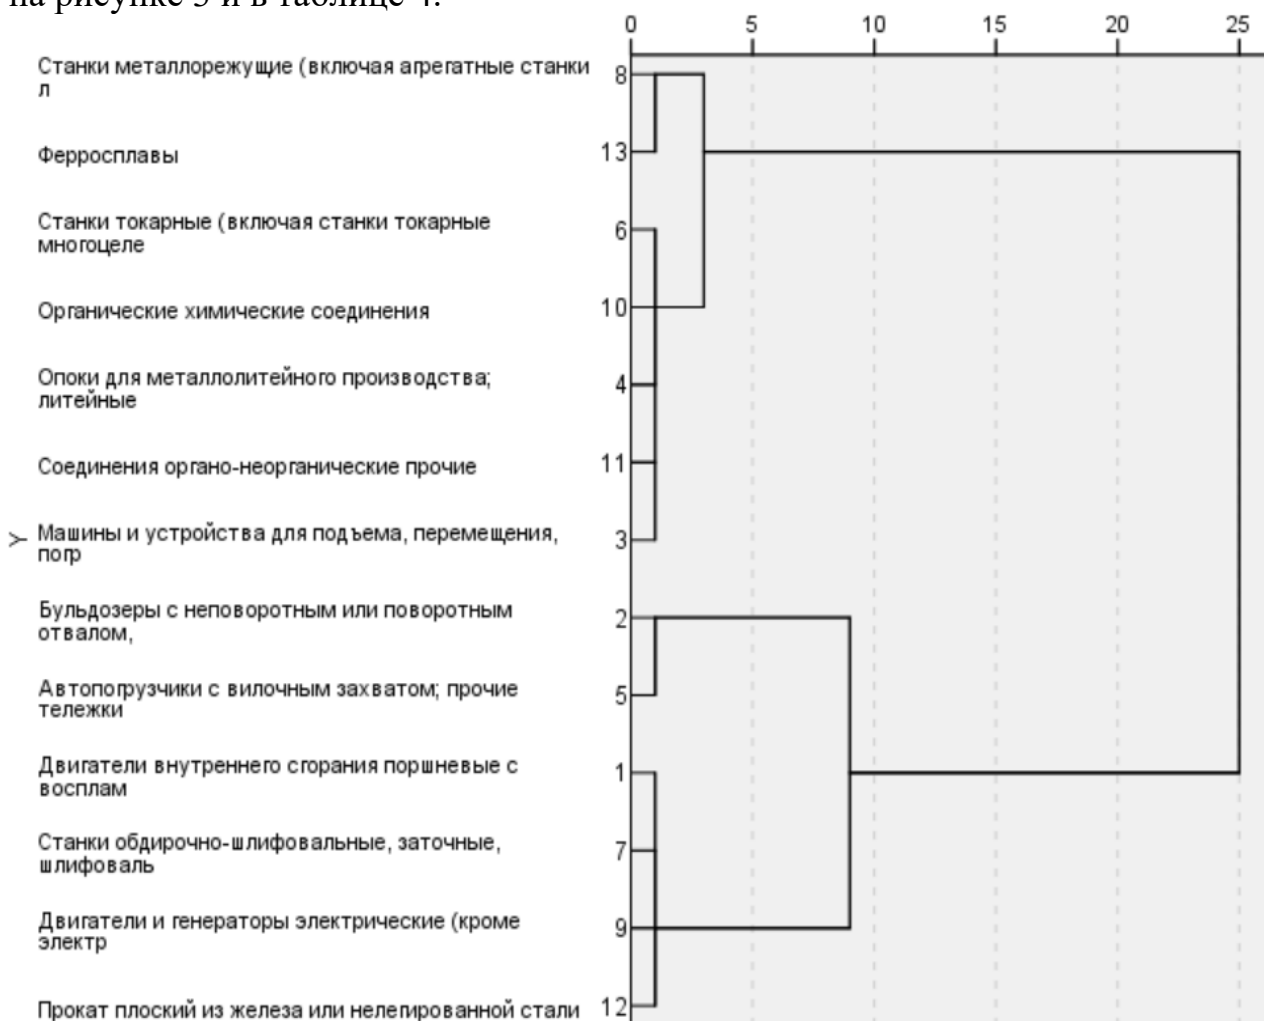 на рисунке 3 и в таблице 4.
0 5 10 15 20 25
Станки металлорежущие (включая агрегатные станки
л
8
Ферросплавы
13
Станки токарные (включая станки токарные
многоцеле
6
Органические химические соединения
10
Опоки для металлолитейного производства;
литейные
4
Соединения органо-неорганические прочие
11
Y
Машины и устройства для подъема, перемещения,
погр
3
Бульдозеры с неповоротным или поворотным
отвалом,
2
Автопогрузчики с вилочным захватом; прочие
тележки
5
Двигатели внутреннего сгорания поршневые с
восплам
1
Станки обдирочно-шлифовальные, заточные,
шлифоваль
7
Двигатели и генераторы электрические (кроме
электр
9
Прокат плоский из железа или нелегированной стали
12